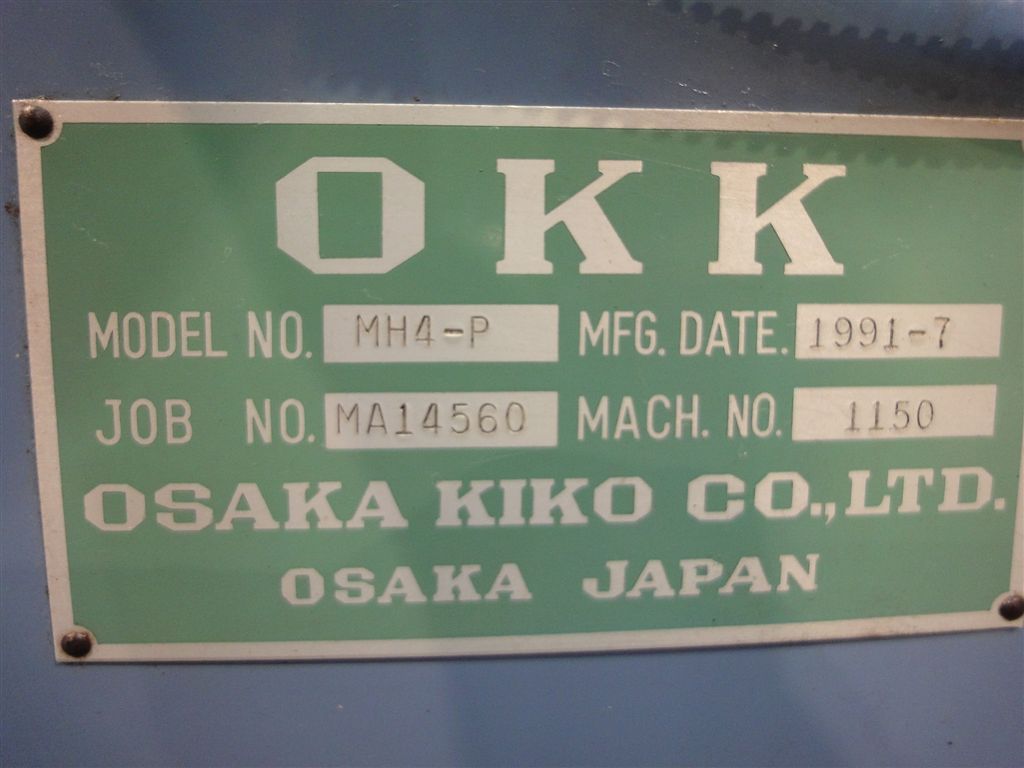 OKK
MODEL NO. MH4-P MFG. DATE. 1991-7
JOB NO. MA14560 MACH. NO. 1150
OSAKA KIKO CO.,LTD.
OSAKA JAPAN